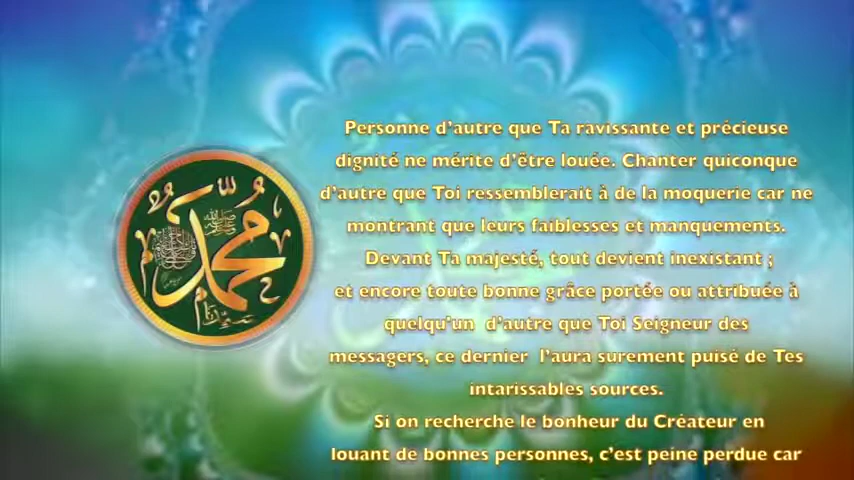 محمد
صلى الله عليه وسلم
Personne d'autre que Ta ravissante et précieuse
dignité ne mérite d'être louée. Chanter quiconque
d'autre que Toi ressemblerait à de la moquerie car ne
montrant que leurs faiblesses et manquements.
Devant Ta majesté, tout devient inexistant ;
et encore toute bonne grâce portée ou attribuée à
quelqu'un d'autre que Toi Seigneur des
messagers, ce dernier l'aura surement puisé de Tes
intarissables sources.
Si on recherche le bonheur du Créateur en
louant de bonnes personnes, c'est peine perdue car